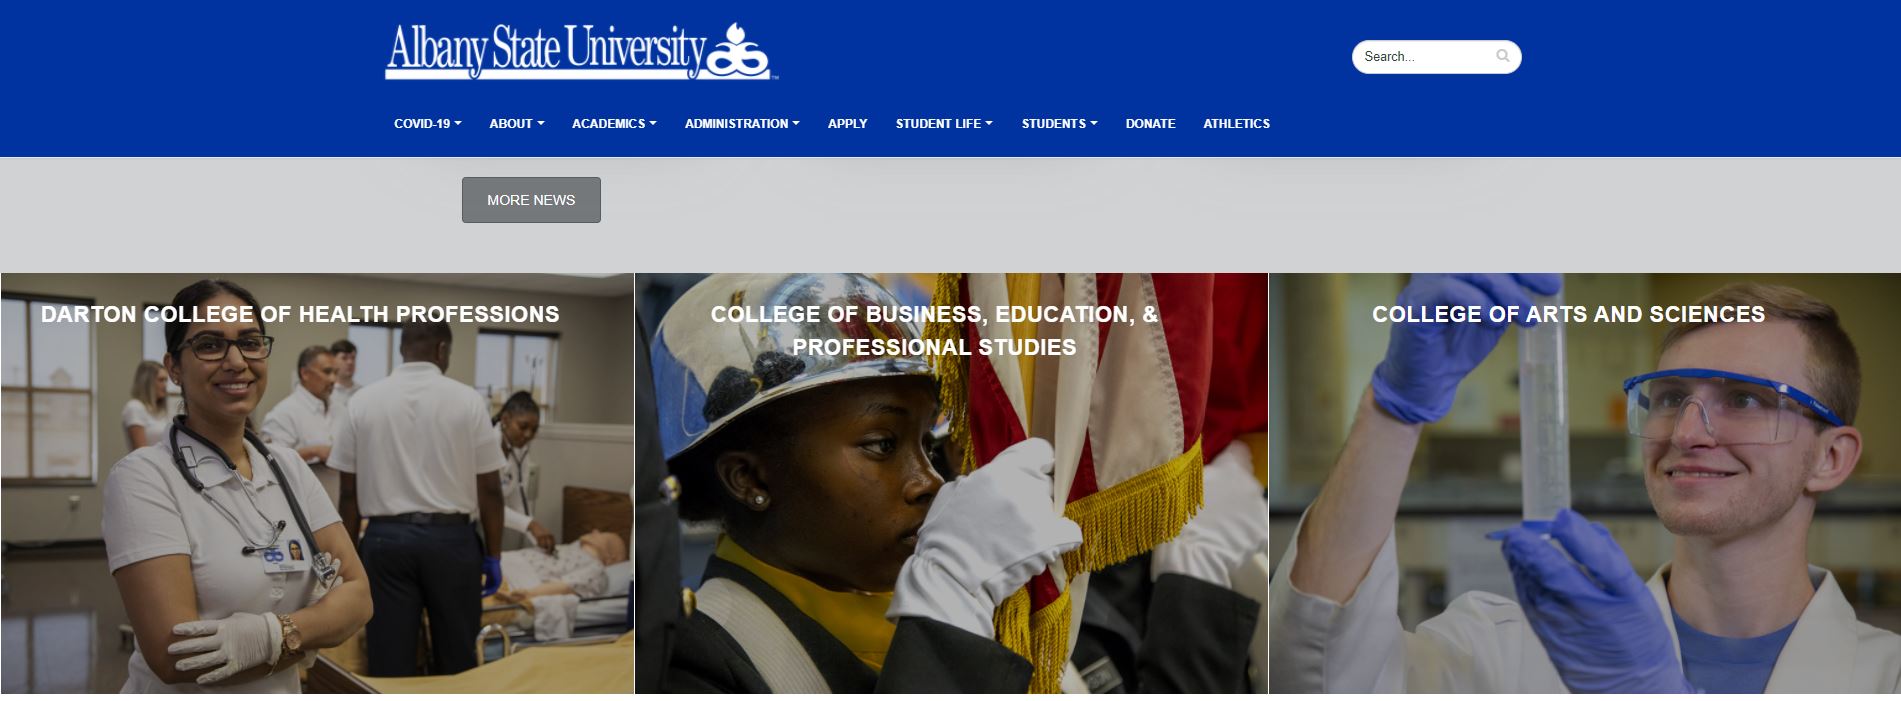 Albany State University
Search...
COVID-19 ABOUT ACADEMICS ADMINISTRATION APPLY STUDENT LIFE STUDENTS DONATE ATHLETICS
MORE NEWS
DARTON COLLEGE OF HEALTH PROFESSIONS
COLLEGE OF BUSINESS, EDUCATION, &
PROFESSIONAL STUDIES
COLLEGE OF ARTS AND SCIENCES